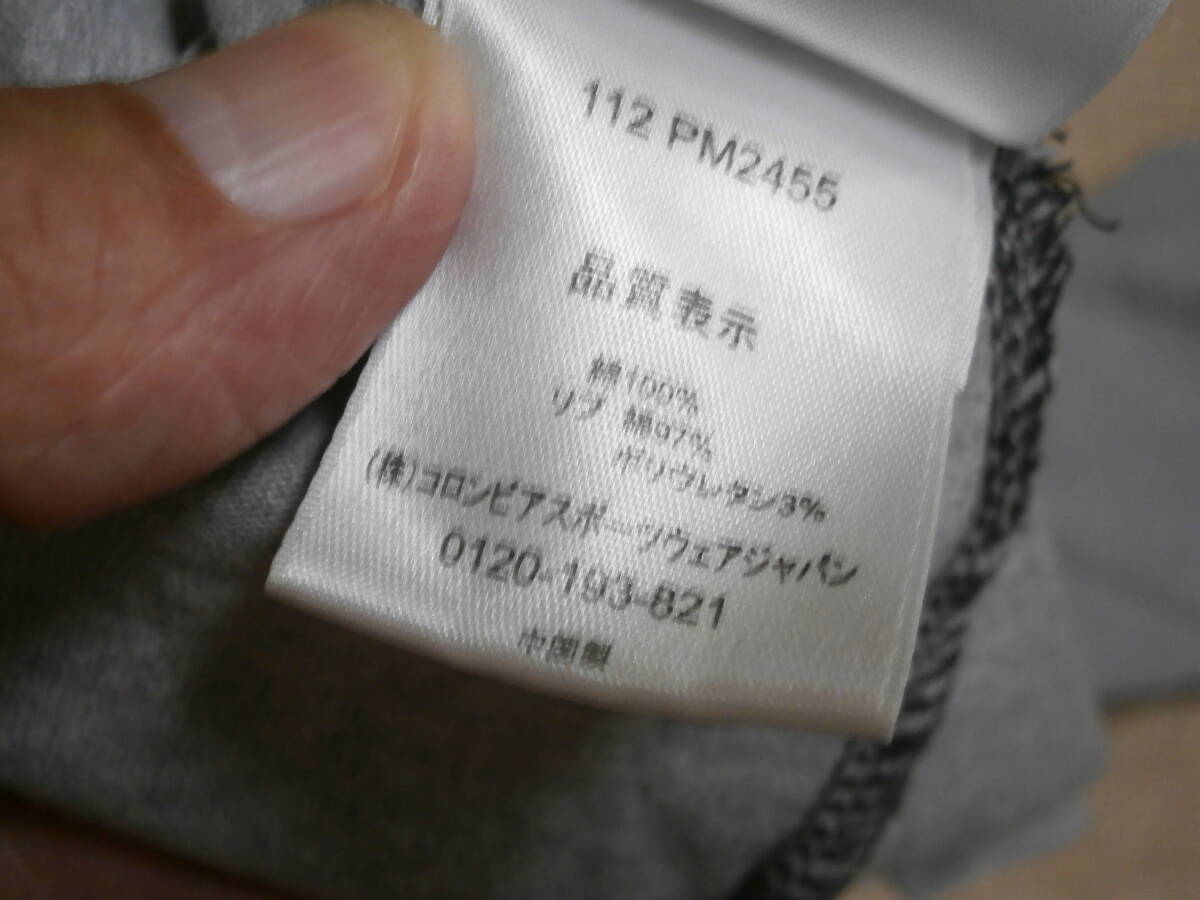 112 PM2455
品質表示
綿100%
リブ 綿97%
ポリウレタン3%
(株)コロンビアスポーツウェアジャパン
0120-193-821
中国製